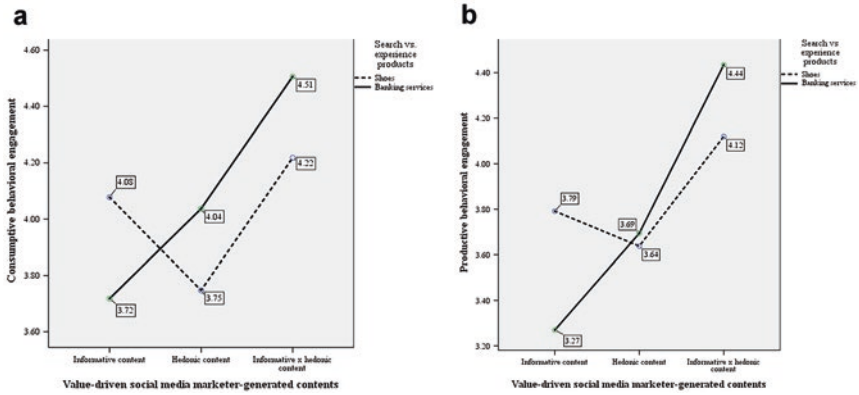 a
Search vs.
experience
products
Shoes
Banking services
Consumptive behavioral engagement
4.60
4.40
4.20
4.00
3.80
3.60
4.08
3.72
4.04
3.75
4.51
4.22
Informative content
Hedonic content
Informative x hedonic
content
Value-driven social media marketer-generated contents
b
Search vs.
experience
products
Shoes
Banking services
Productive behavioral engagement
4.40
4.20
4.00
3.80
3.60
3.40
3.20
3.79
3.27
3.69
3.64
4.44
4.12
Informative content
Hedonic content
Informative x hedonic
content
Value-driven social media marketer-generated contents